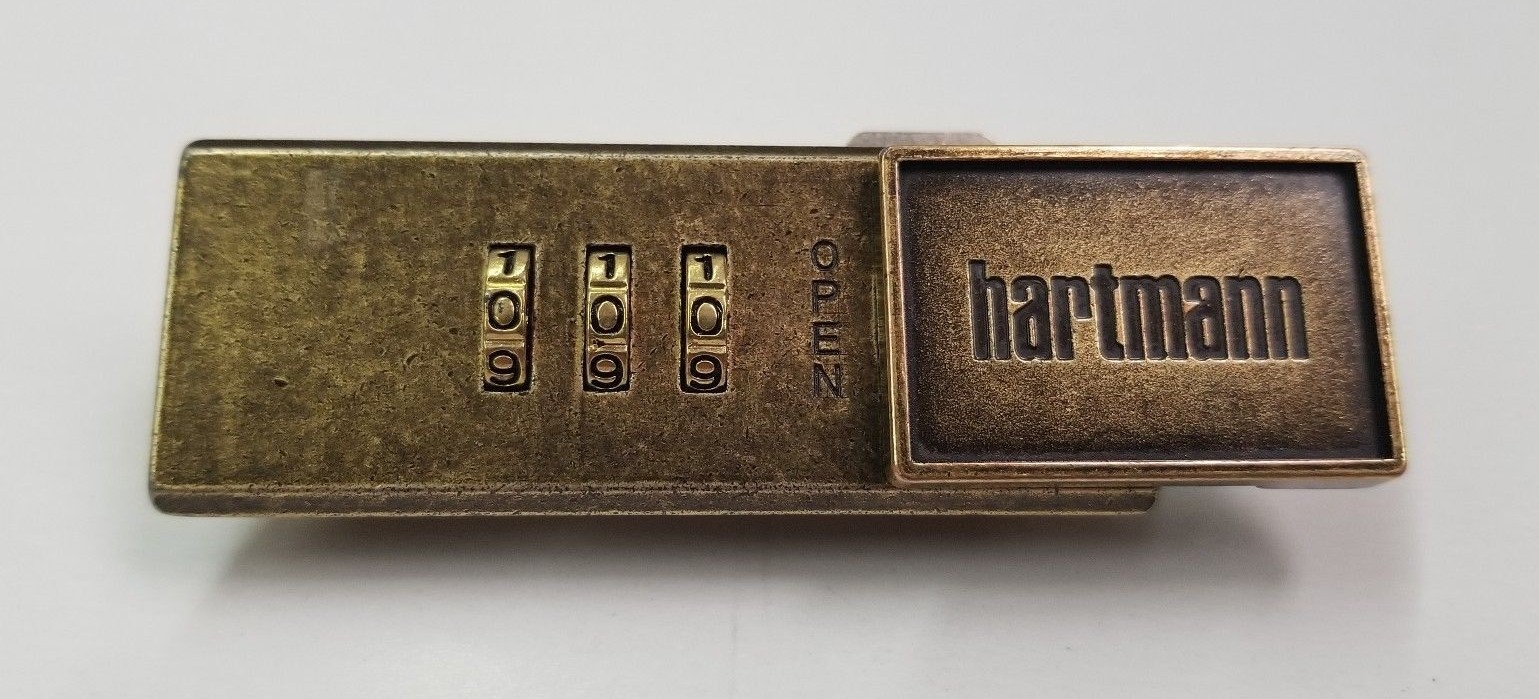 1 1 1
0 0 0
9 9 9
OPEN
hartmann